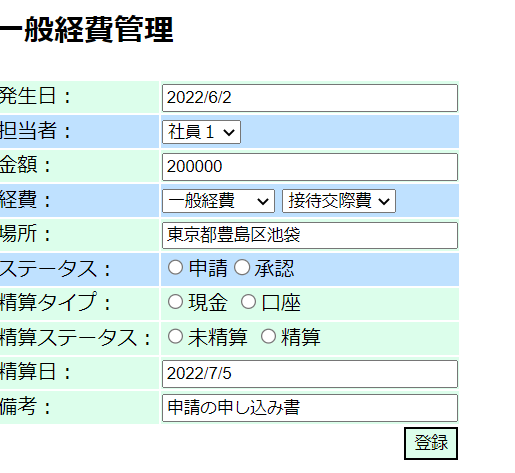 一般経費管理
発生日： 2022/6/2
担当者： 社員１
金額： 200000
経費： 一般経費 接待交際費
場所： 東京都豊島区池袋
ステータス： 申請 承認
精算タイプ： 現金 口座
精算ステータス： 未精算 精算
精算日： 2022/7/5
備考： 申請の申し込み書
登録